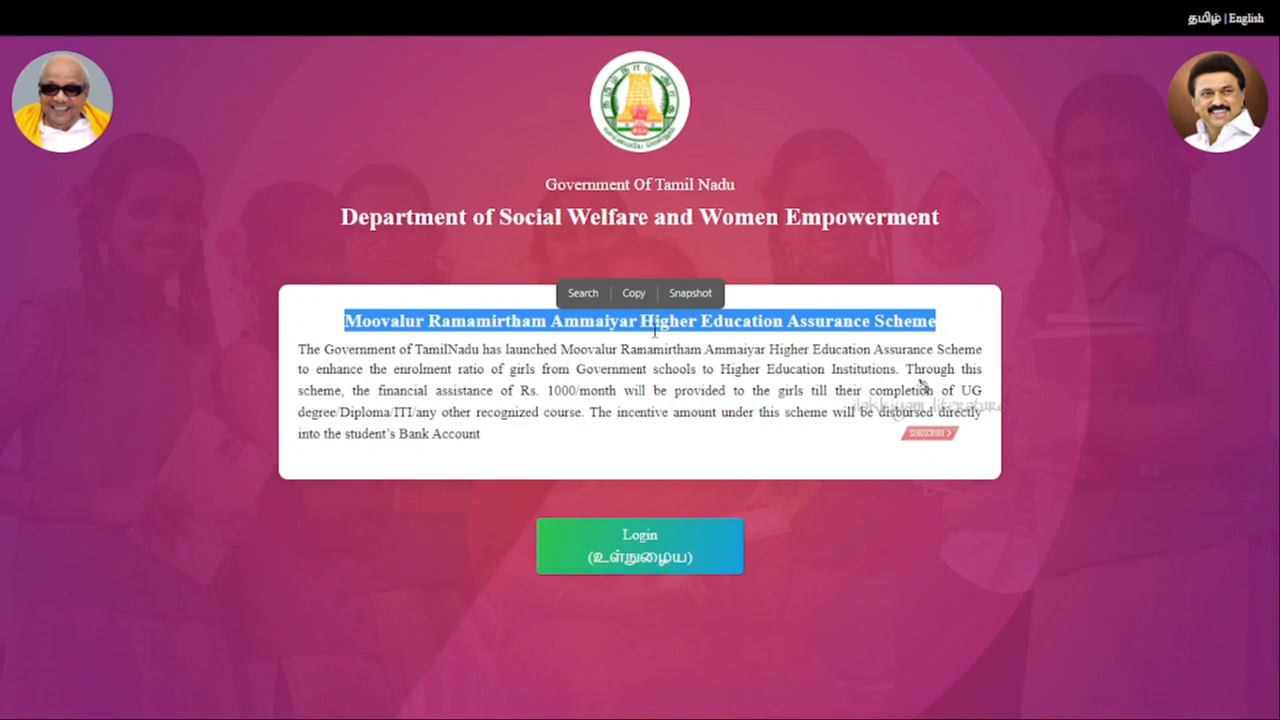 தமிழ் | English
தமிழ் நாடு அரசு
வாய்மையே வெல்லும்
Government Of Tamil Nadu
Department of Social Welfare and Women Empowerment
Search Copy Snapshot
Moovalur Ramamirtham Ammaiyar Higher Education Assurance Scheme
The Government of TamilNadu has launched Moovalur Ramamirtham Ammaiyar Higher Education Assurance Scheme
to enhance the enrolment ratio of girls from Government schools to Higher Education Institutions. Through this
scheme, the financial assistance of Rs. 1000/month will be provided to the girls till their completion of UG
degree/Diploma/ITI/any other recognized course. The incentive amount under this scheme will be disbursed directly
ilakkiyam literature
into the student's Bank Account
SUBSCRIBE >
Login
(உள்நுழைய)